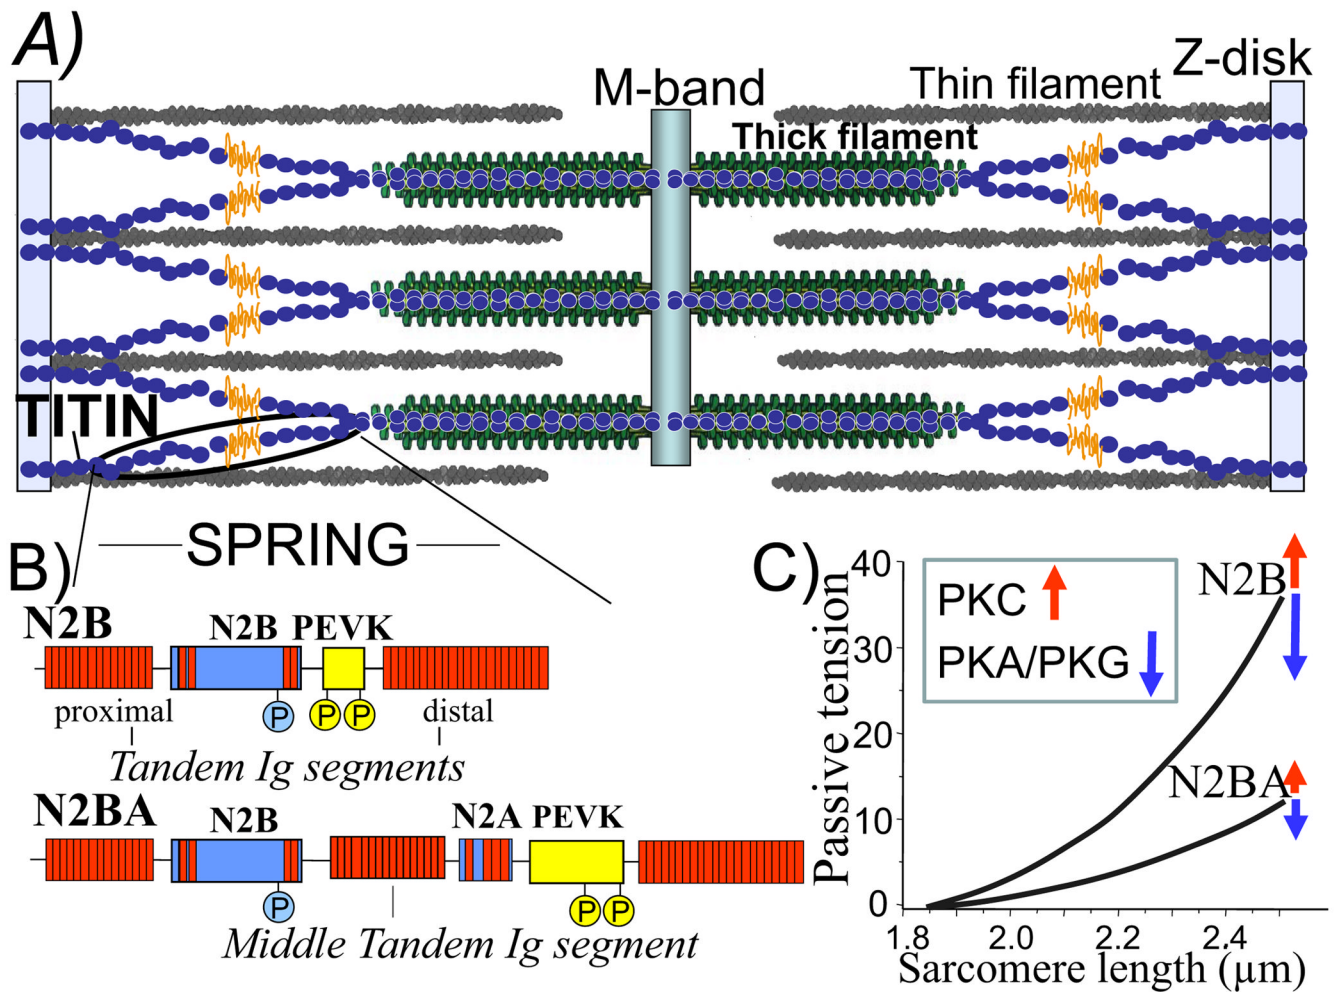 A)
Z-disk
M-band
Thin filament
Thick filament
TITIN
SPRING
B)
N2B
N2B PEVK
P
P P
proximal
distal
Tandem Ig segments
N2BA
N2B
N2A PEVK
P
P P
Middle Tandem Ig segment
C)
Passive tension
40
30
20
10
0
PKC
PKA/PKG
N2B
N2BA
1.8 2.0 2.2 2.4
Sarcomere length (µm)